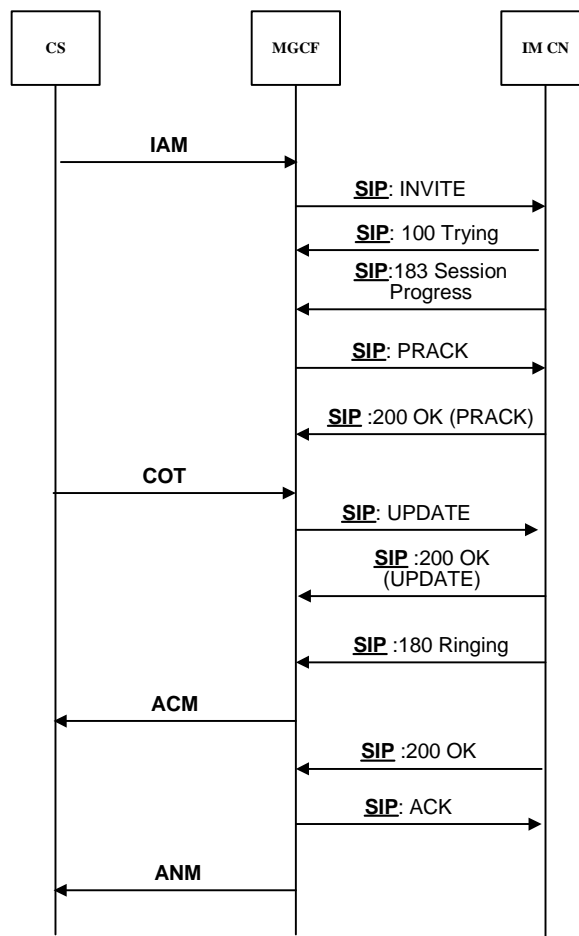 CS
MGCF
IM CN
IAM
SIP: INVITE
SIP: 100 Trying
SIP:183 Session
Progress
SIP: PRACK
SIP :200 OK (PRACK)
COT
SIP: UPDATE
SIP :200 OK
(UPDATE)
SIP :180 Ringing
ACM
SIP :200 OK
SIP: ACK
ANM